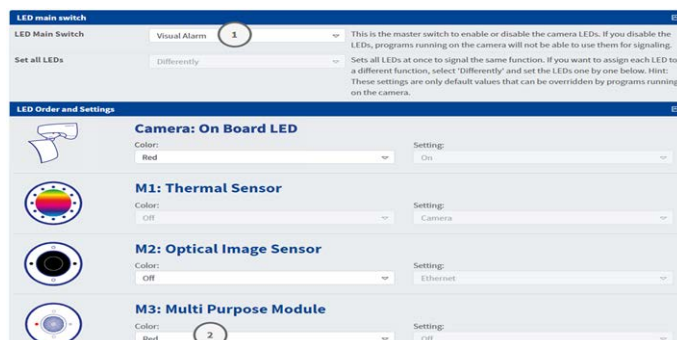 LED main switch
LED Main Switch
Visual Alarm
1
This is the master switch to enable or disable the camera LEDs. If you disable the
LEDs, programs running on the camera will not be able to use them for signaling.
Set all LEDs
Differently
Sets all LEDs at once to signal the same function. If you want to assign each LED to
a different function, select 'Differently' and set the LEDs one by one below. Hint:
These settings are only default values that can be overridden by programs running
on the camera.
LED Order and Settings
Camera: On Board LED
Color:
Setting:
Red
On
M1: Thermal Sensor
Color:
Setting:
Off
Camera
M2: Optical Image Sensor
Color:
Setting:
Off
Ethernet
M3: Multi Purpose Module
Color:
Setting:
Red
2
Off